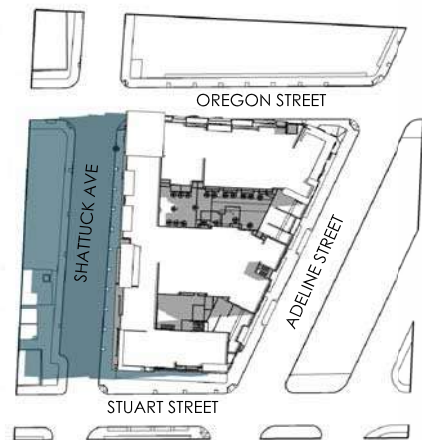 OREGON STREET
SHATTUCK AVE
ADELINE STREET
STUART STREET